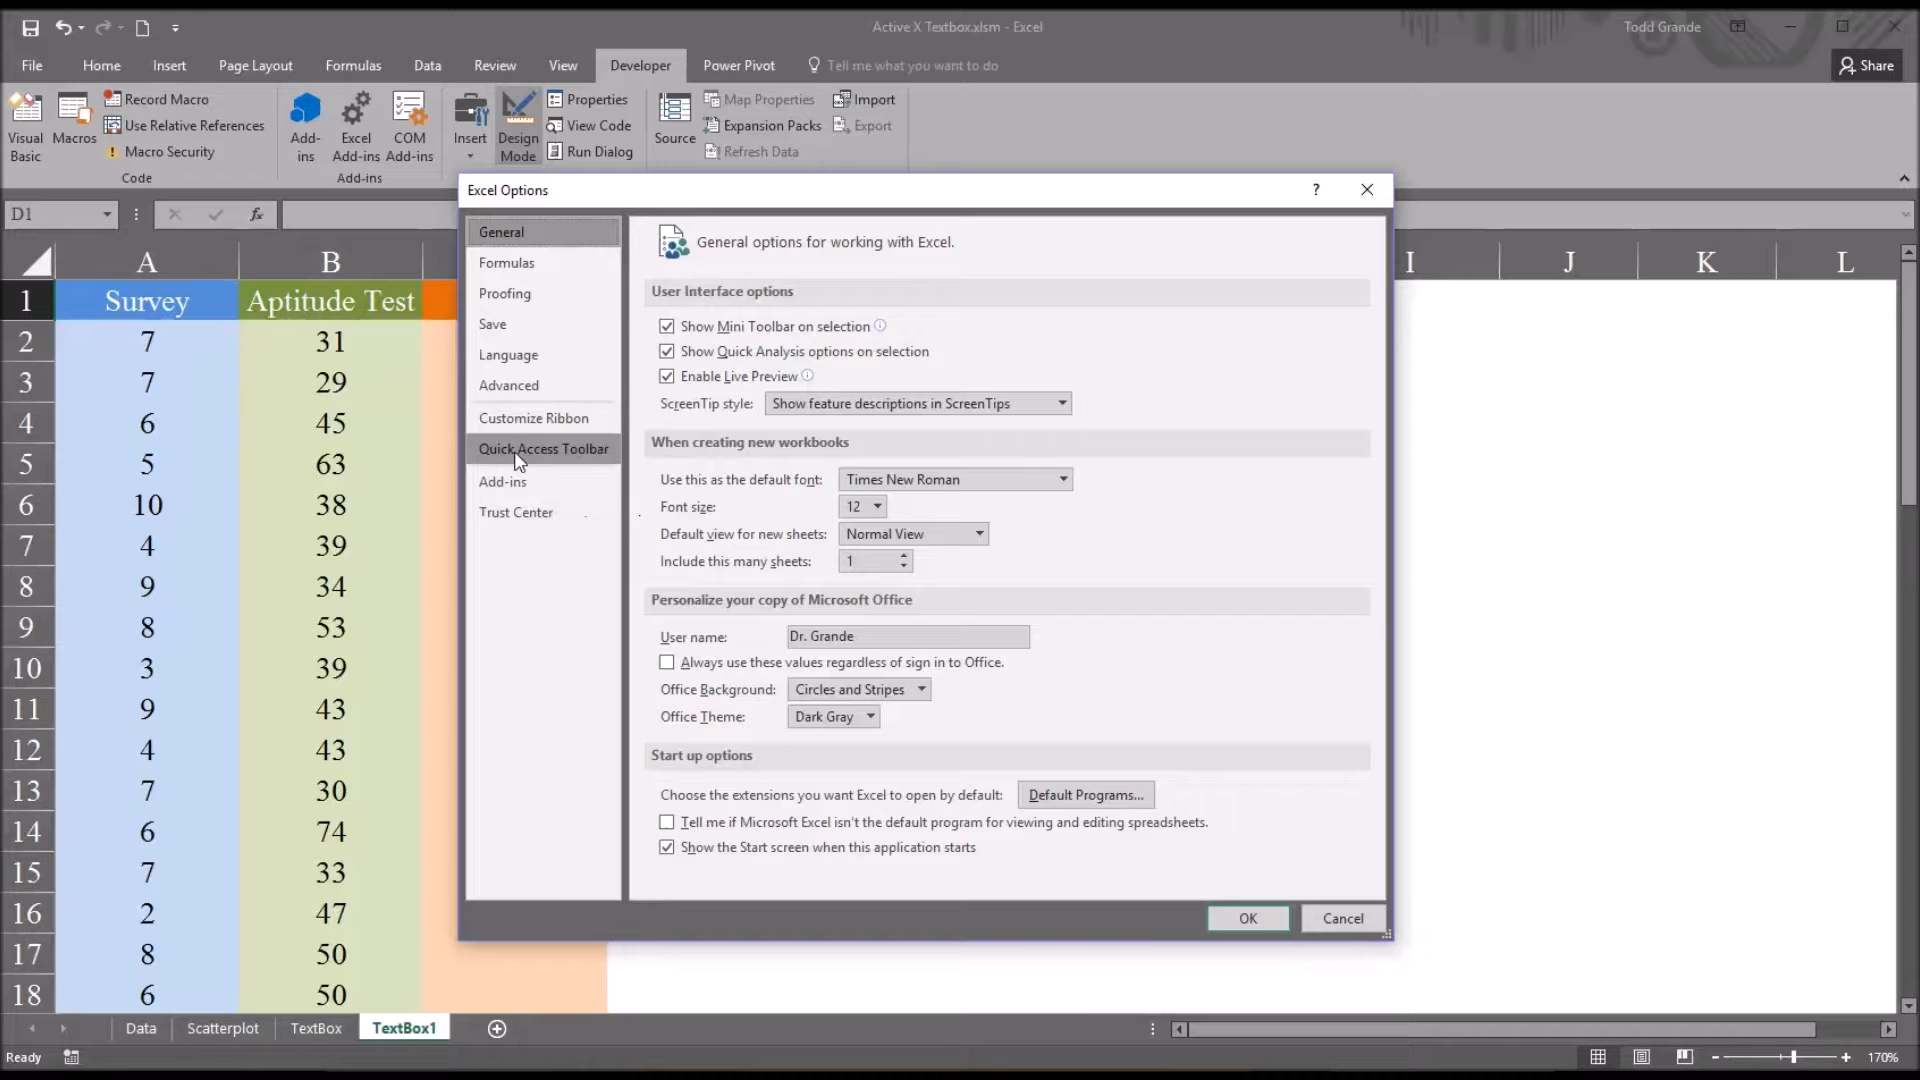 Active X Textbox.xlsm - Excel
Todd Grande
File Home Insert Page Layout Formulas Data Review View Developer Power Pivot Tell me what you want to do Share
Visual Basic
Macros
Record Macro
Use Relative References
Macro Security
Code
Add-ins
Excel Add-ins
COM Add-ins
Add-ins
Insert
Design Mode
Properties
View Code
Run Dialog
Source
Map Properties
Expansion Packs
Refresh Data
Import
Export
D1
fx
Excel Options
?
General
Formulas
Proofing
Save
Language
Advanced
Customize Ribbon
Quick Access Toolbar
Add-ins
Trust Center
General options for working with Excel.
User Interface options
Show Mini Toolbar on selection
Show Quick Analysis options on selection
Enable Live Preview
ScreenTip style: Show feature descriptions in ScreenTips
When creating new workbooks
Use this as the default font: Times New Roman
Font size: 12
Default view for new sheets: Normal View
Include this many sheets: 1
Personalize your copy of Microsoft Office
User name: Dr. Grande
Always use these values regardless of sign in to Office.
Office Background: Circles and Stripes
Office Theme: Dark Gray
Start up options
Choose the extensions you want Excel to open by default: Default Programs...
Tell me if Microsoft Excel isn't the default program for viewing and editing spreadsheets.
Show the Start screen when this application starts
OK Cancel
A B I J K L
1 Survey Aptitude Test
2 7 31
3 7 29
4 6 45
5 5 63
6 10 38
7 4 39
8 9 34
9 8 53
10 3 39
11 9 43
12 4 43
13 7 30
14 6 74
15 7 33
16 2 47
17 8 50
18 6 50
Data Scatterplot TextBox TextBox1
Ready
170%